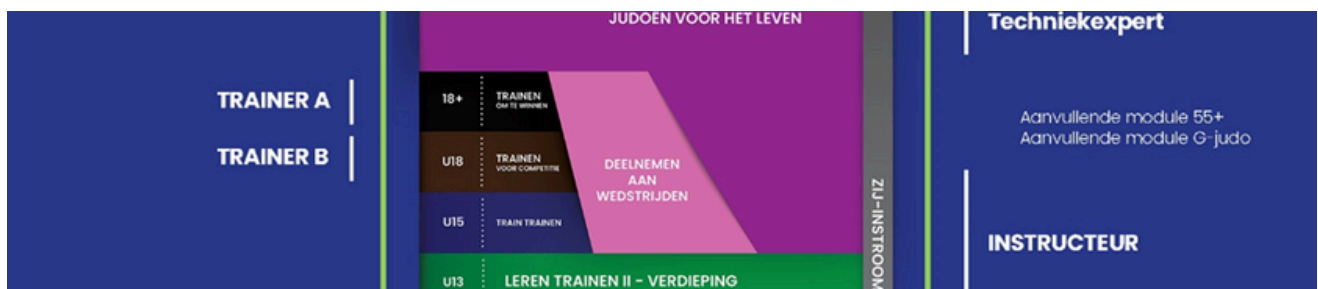 JUDOËN VOOR HET LEVEN
TRAINER A
TRAINER B
18+
TRAINEN
OM TE WINNEN
U18
TRAINEN
VOOR COMPETITIE
U15
TRAIN TRAINEN
DEELNEMEN
AAN
WEDSTRIJDEN
U13
LEREN TRAINEN II - VERDIEPING
ZIJ-INSTROOM
Techniekexpert
Aanvullende module 55+
Aanvullende module G-judo
INSTRUCTEUR